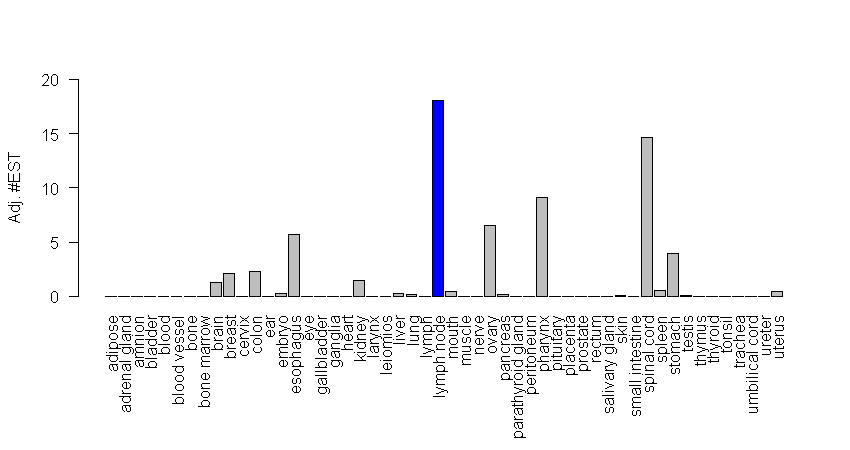 Adj. #EST
20
15
10
5
0
adipose
adrenal gland
amnion
bladder
blood
blood vessel
bone
bone marrow
brain
breast
cervix
colon
ear
embryo
esophagus
eye
gallbladder
ganglia
heart
kidney
larynx
leiomios
liver
lung
lymph
lymph node
mouth
muscle
nerve
ovary
pancreas
parathyroid gland
peritoneum
pharynx
pituitary
placenta
prostate
rectum
salivary gland
skin
small intestine
spinal cord
spleen
stomach
testis
thymus
thyroid
tonsil
trachea
umbilical cord
ureter
uterus